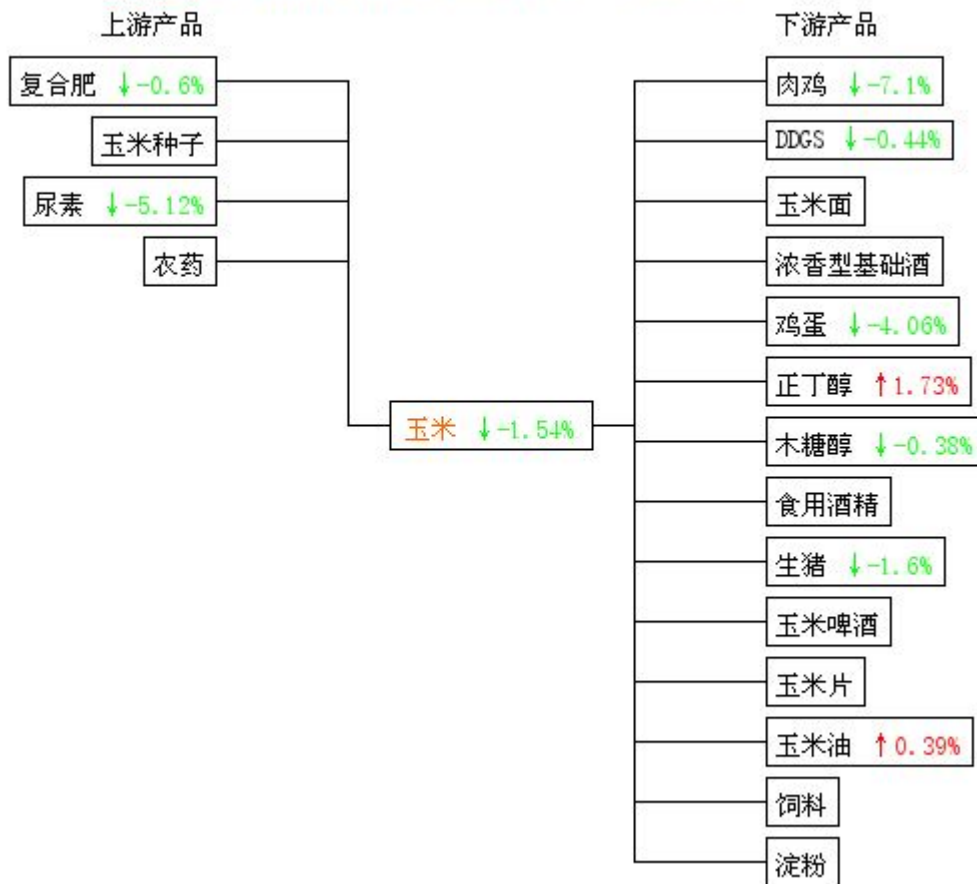 上游产品
复合肥 ↓-0.6%
玉米种子
尿素 ↓-5.12%
农药
玉米 ↓-1.54%
下游产品
肉鸡 ↓-7.1%
DDGS ↓-0.44%
玉米面
浓香型基础酒
鸡蛋 ↓-4.06%
正丁醇 ↑1.73%
木糖醇 ↓-0.38%
食用酒精
生猪 ↓-1.6%
玉米啤酒
玉米片
玉米油 ↑0.39%
饲料
淀粉